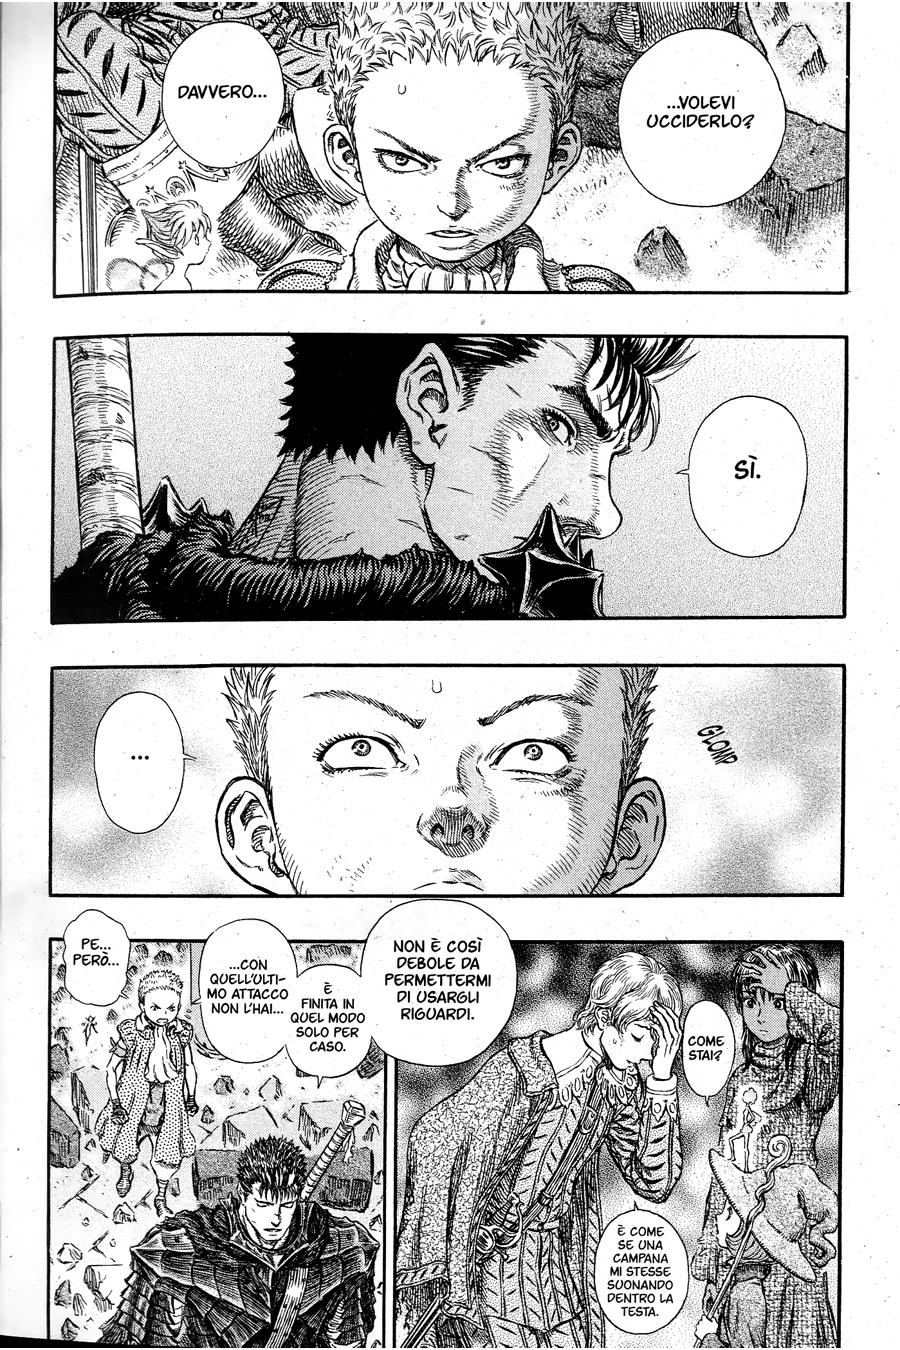 DAVVERO...
...VOLEVI
UCCIDERLO?
SÌ.
...
GLOMP
PE...
PERÒ...
...CON
QUELL'ULTI-
MO ATTACCO
NON L'HAI...
È
FINITA IN
QUEL MODO
SOLO PER
CASO.
NON È COSÌ
DEBOLE DA
PERMETTERMI
DI USARGLI
RIGUARDI.
COME
STAI?
È COME
SE UNA
CAMPANA
MI STESSE
SUONANDO
DENTRO LA
TESTA.